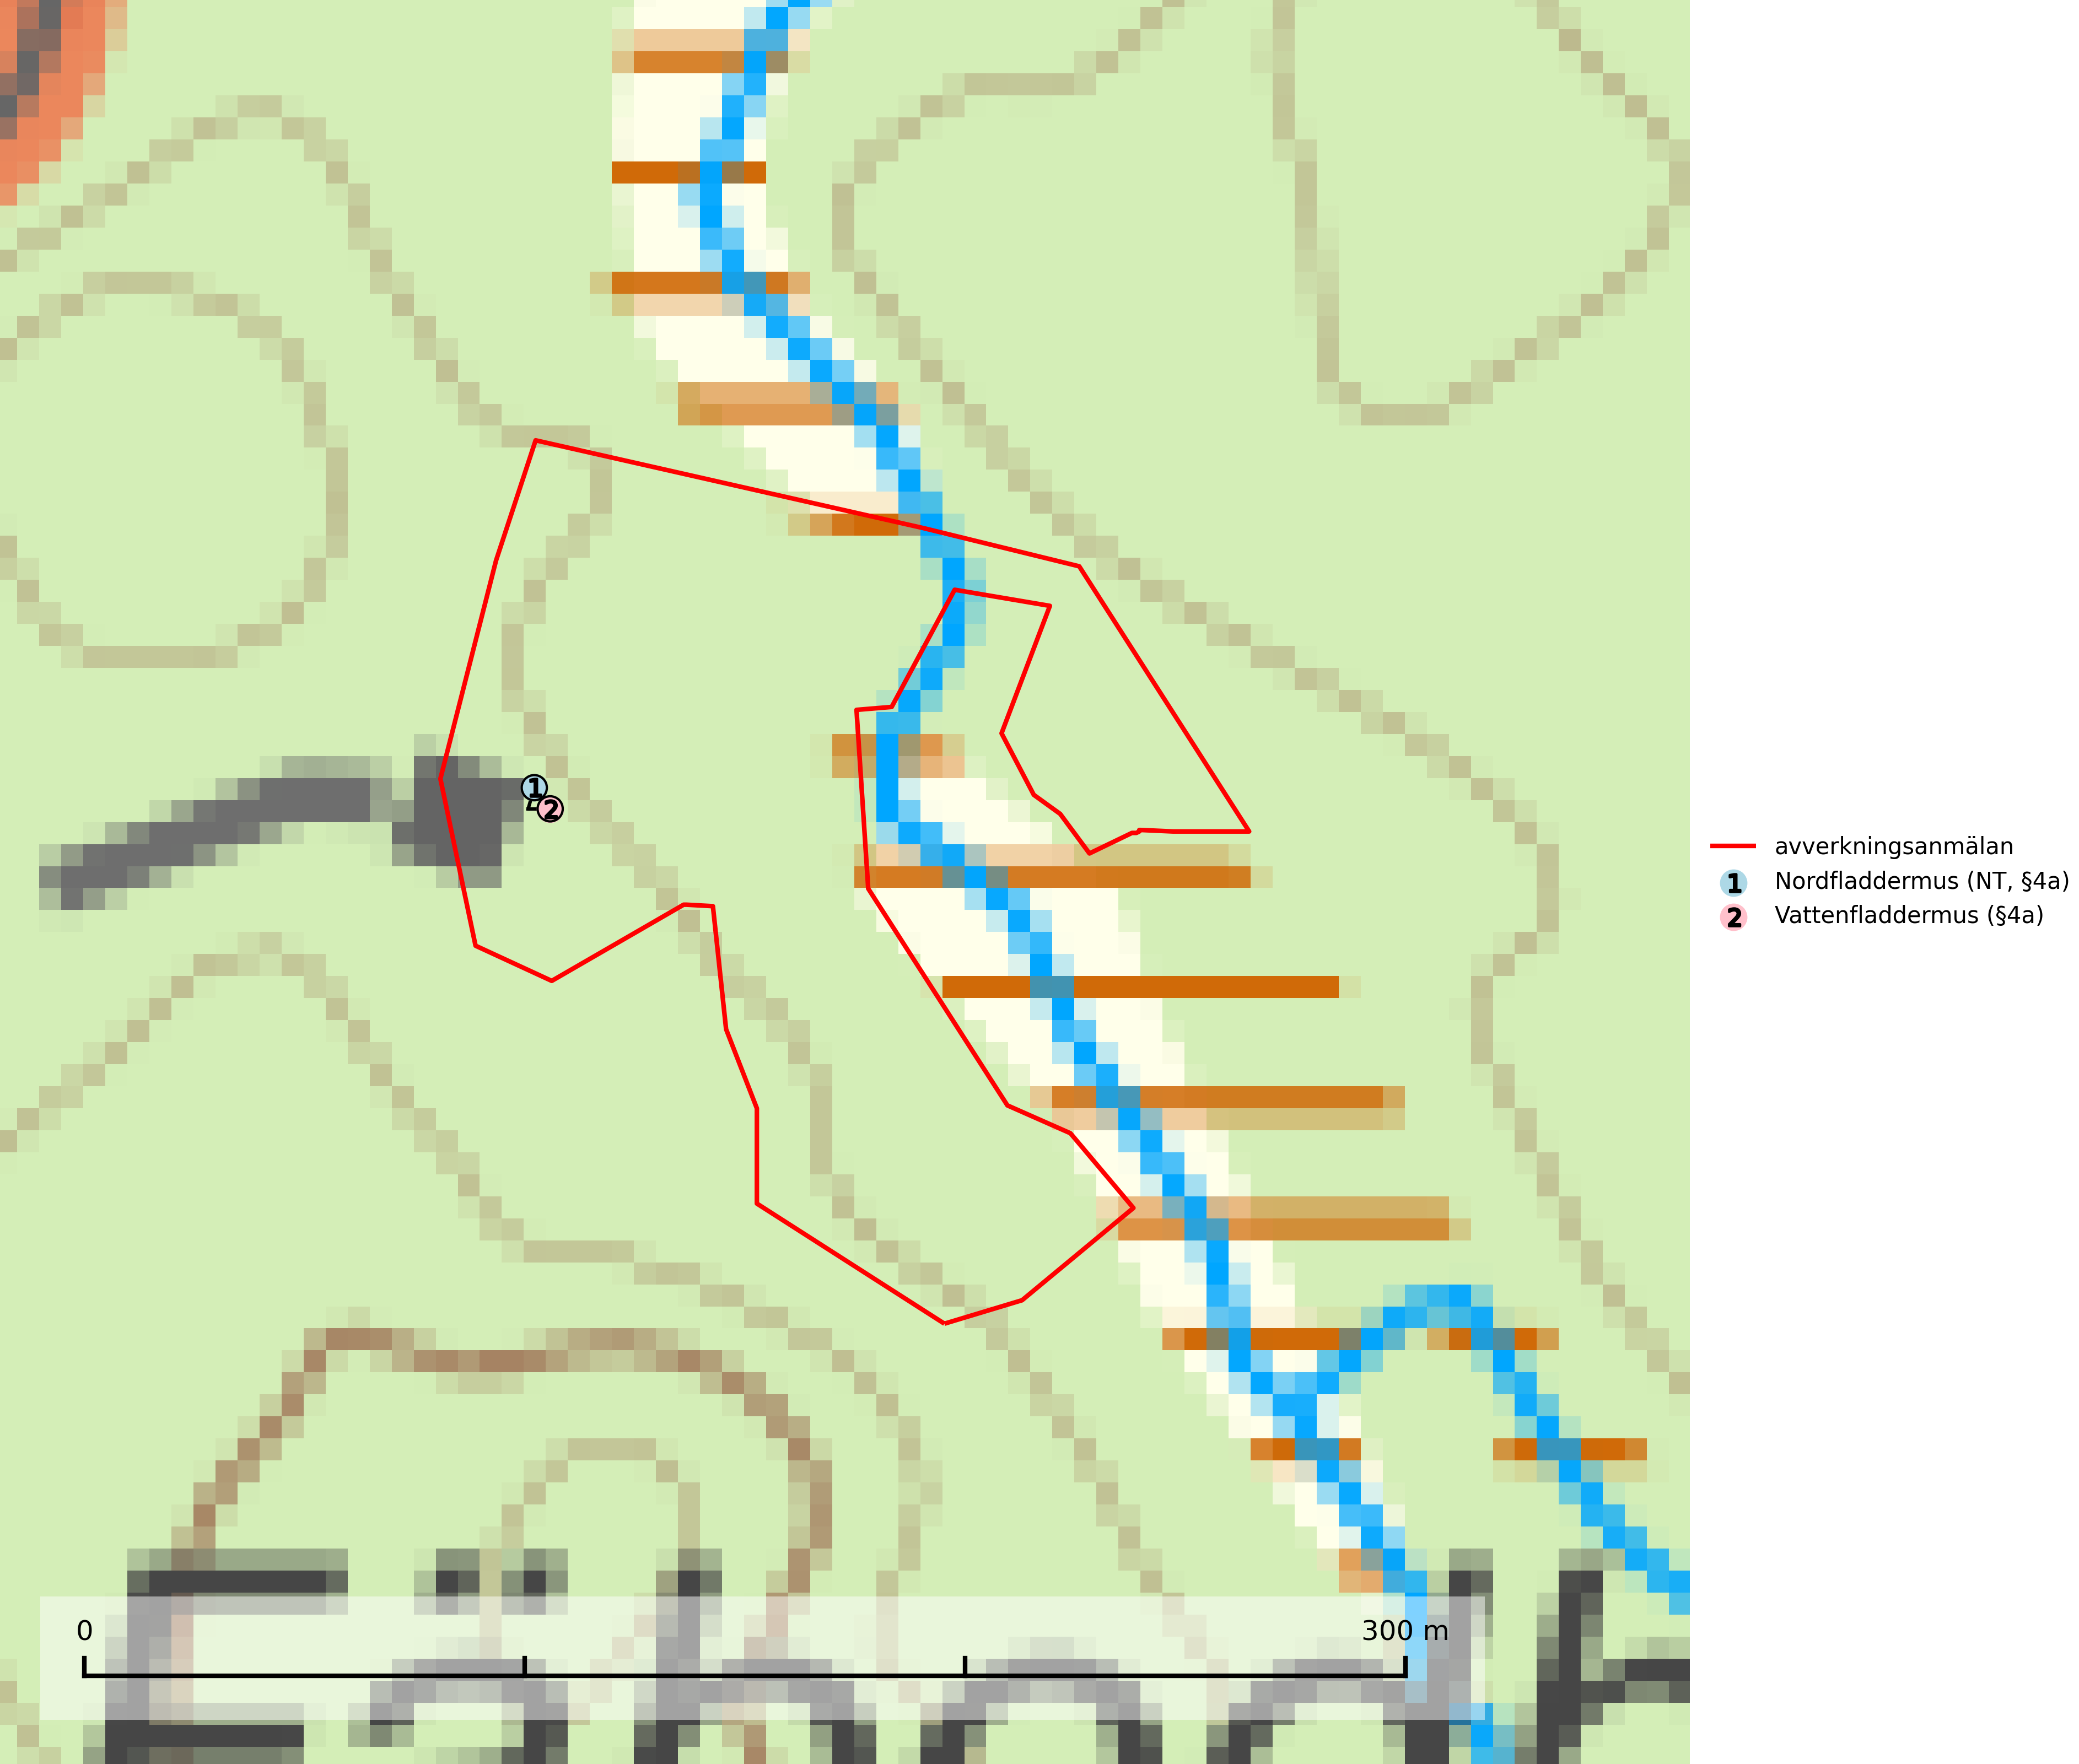 1
2
avverkningsanmälan
1 Nordfladdermus (NT, §4a)
2 Vattenfladdermus (§4a)
0 300 m